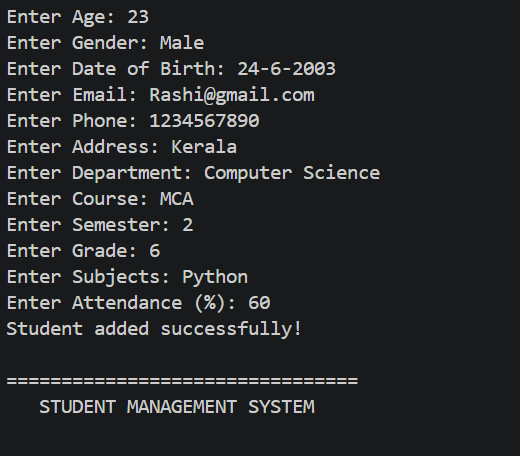 Enter Age: 23
Enter Gender: Male
Enter Date of Birth: 24-6-2003
Enter Email: Rashi@gmail.com
Enter Phone: 1234567890
Enter Address: Kerala
Enter Department: Computer Science
Enter Course: MCA
Enter Semester: 2
Enter Grade: 6
Enter Subjects: Python
Enter Attendance (%): 60
Student added successfully!
================================
STUDENT MANAGEMENT SYSTEM